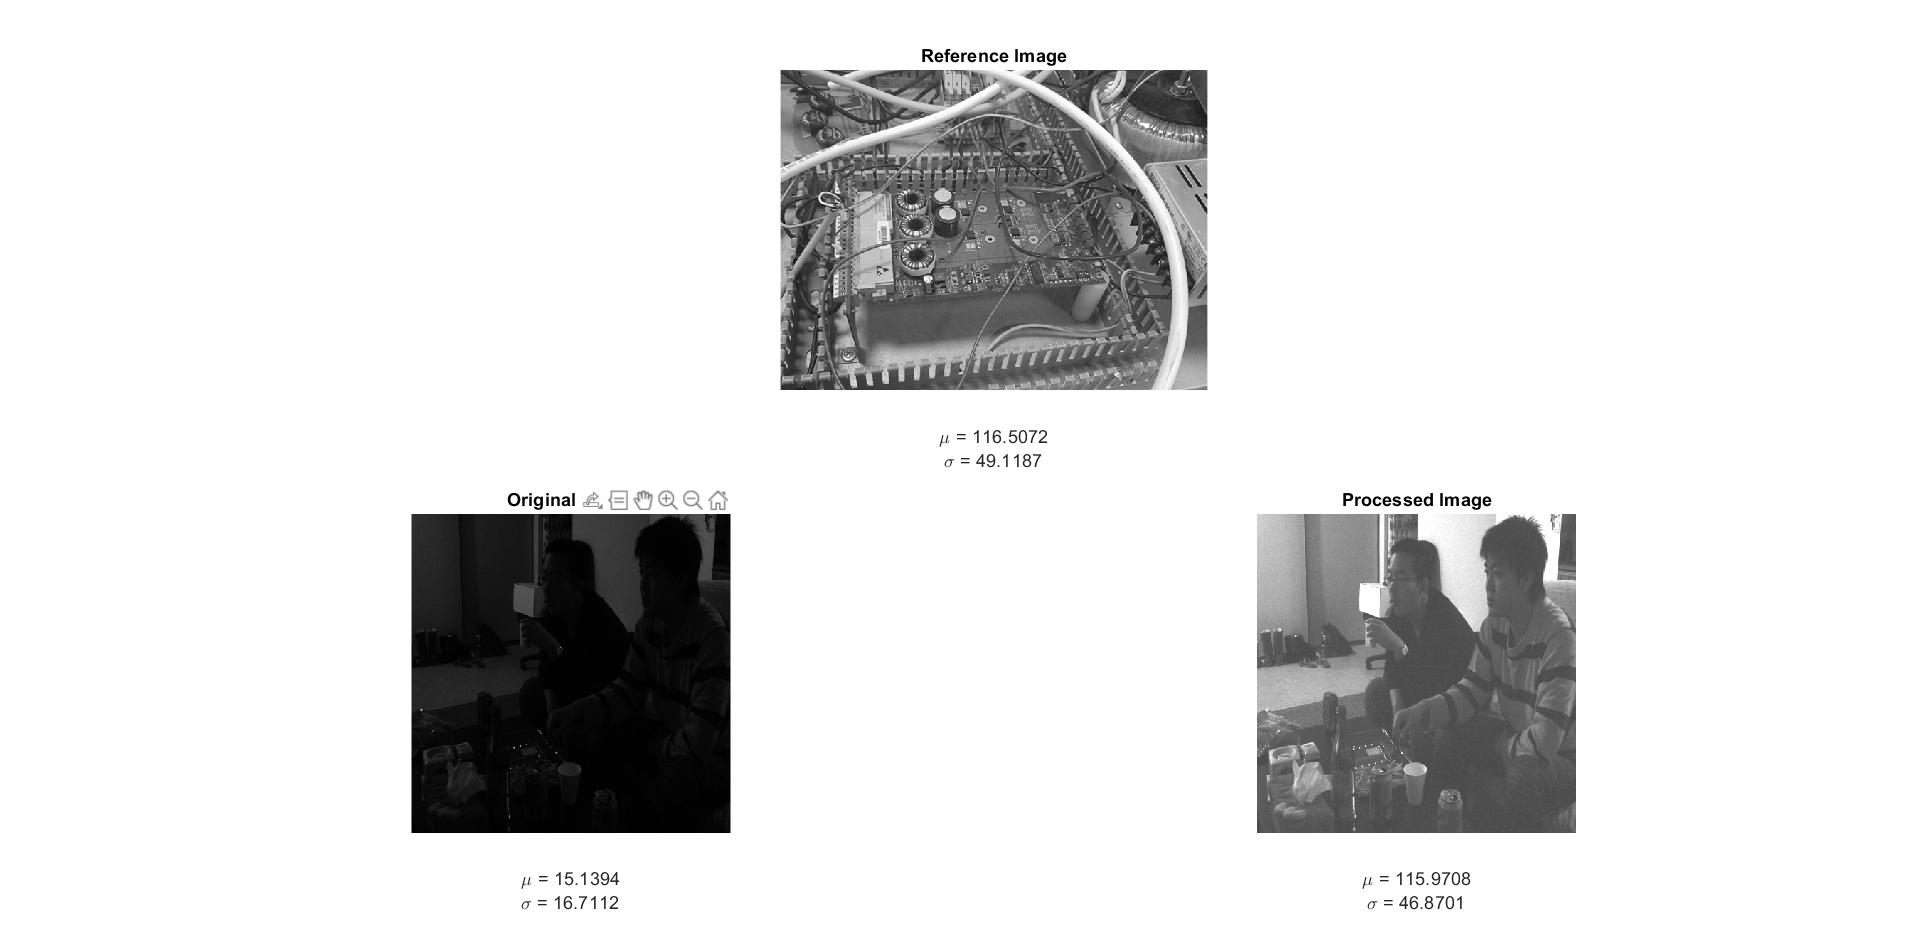 Reference Image
μ = 116.5072
σ = 49.1187
Original
Processed Image
μ = 15.1394
σ = 16.7112
μ = 115.9708
σ = 46.8701